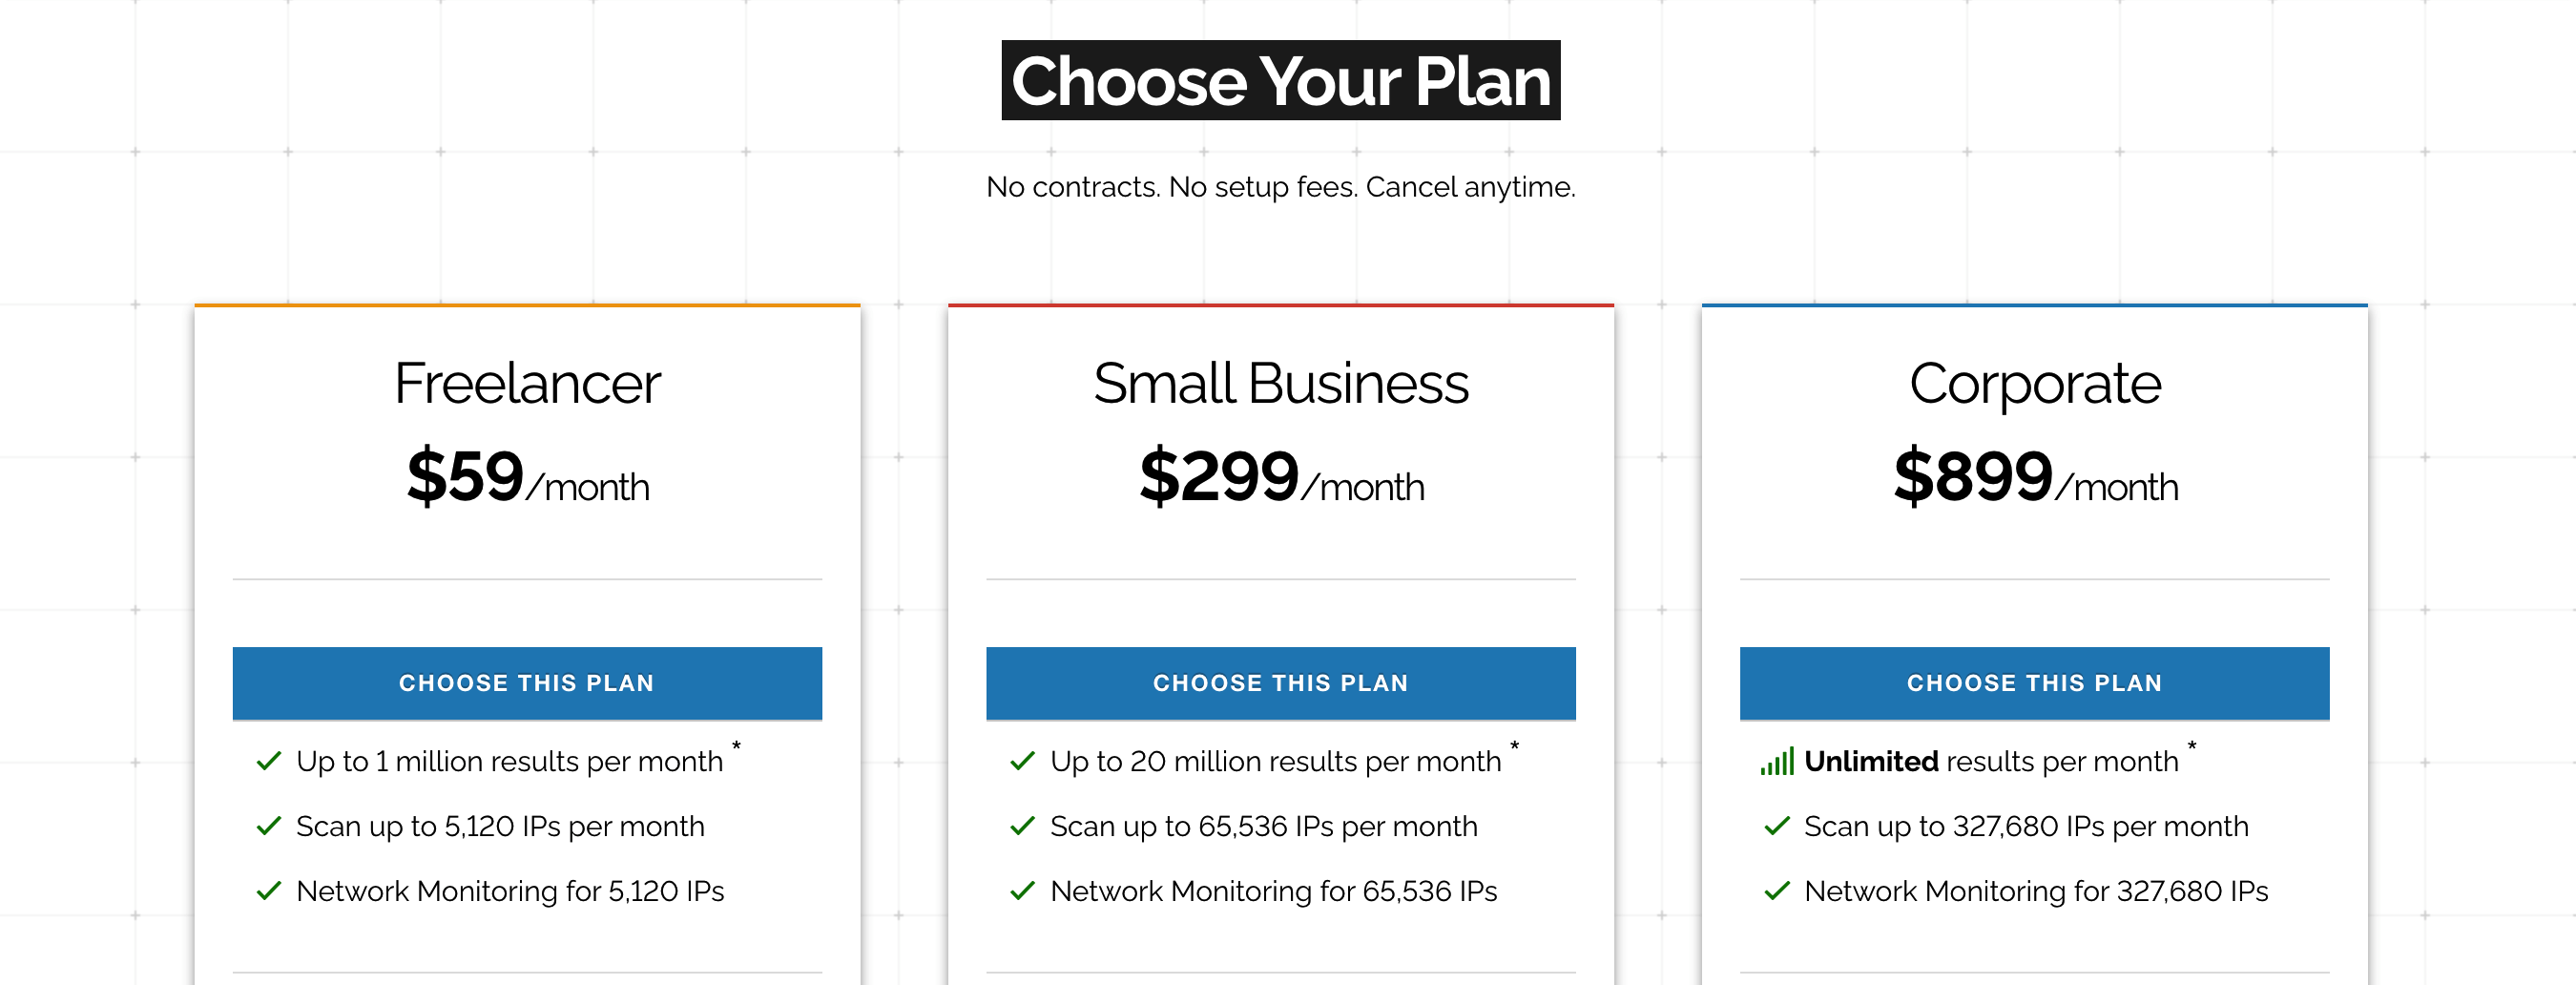 Choose Your Plan
No contracts. No setup fees. Cancel anytime.
Freelancer
$59/month
CHOOSE THIS PLAN
Up to 1 million results per month *
Scan up to 5,120 IPs per month
Network Monitoring for 5,120 IPs
Small Business
$299/month
CHOOSE THIS PLAN
Up to 20 million results per month *
Scan up to 65,536 IPs per month
Network Monitoring for 65,536 IPs
Corporate
$899/month
CHOOSE THIS PLAN
Unlimited results per month *
Scan up to 327,680 IPs per month
Network Monitoring for 327,680 IPs